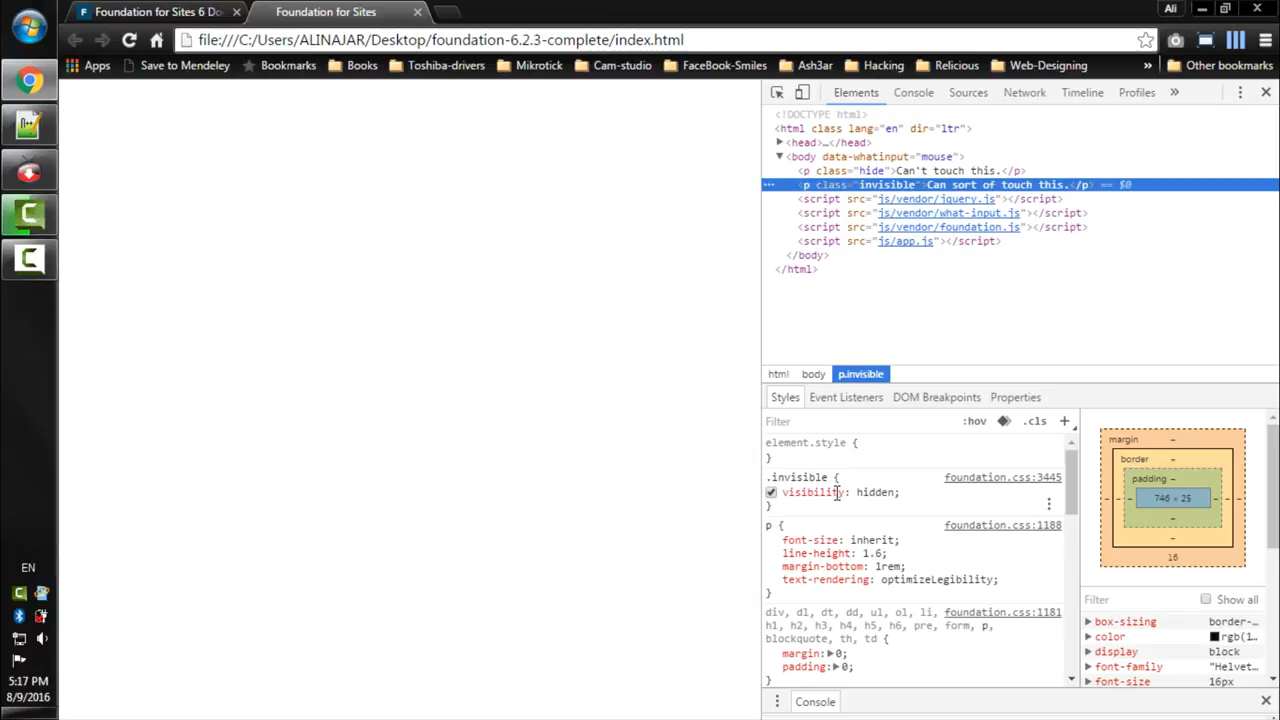 Foundation for Sites 6 Do
Foundation for Sites
Ali
file:///C:/Users/ALINAJAR/Desktop/foundation-6.2.3-complete/index.html
Apps Save to Mendeley Bookmarks Books Toshiba-drivers Mikrotick Cam-studio FaceBook-Smiles Ash3ar Hacking Relicious Web-Designing » Other bookmarks
Elements Console Sources Network Timeline Profiles »
<!DOCTYPE html>
<html class lang="en" dir="ltr">
<head>…</head>
<body data-whatinput="mouse">
<p class="hide">Can't touch this.</p>
<p class="invisible">Can sort of touch this.</p> == $0
<script src="js/vendor/jquery.js"></script>
<script src="js/vendor/what-input.js"></script>
<script src="js/vendor/foundation.js"></script>
<script src="js/app.js"></script>
</body>
</html>
html body p.invisible
Styles Event Listeners DOM Breakpoints Properties
Filter :hov .cls +
element.style {
}
.invisible { foundation.css:3445
visibility: hidden;
}
p { foundation.css:1188
font-size: inherit;
line-height: 1.6;
margin-bottom: 1rem;
text-rendering: optimizeLegibility;
}
div, dl, dt, dd, ul, ol, li, foundation.css:1181
h1, h2, h3, h4, h5, h6, pre, form, p,
blockquote, th, td {
margin: 0;
padding: 0;
}
margin –
border –
padding –
– – – 746 × 25 – – –
–
–
16
Filter Show all
box-sizing border-…
color rgb(1…
display block
font-family "Helvet…
font-size 16px
Console
EN
5:17 PM
8/9/2016